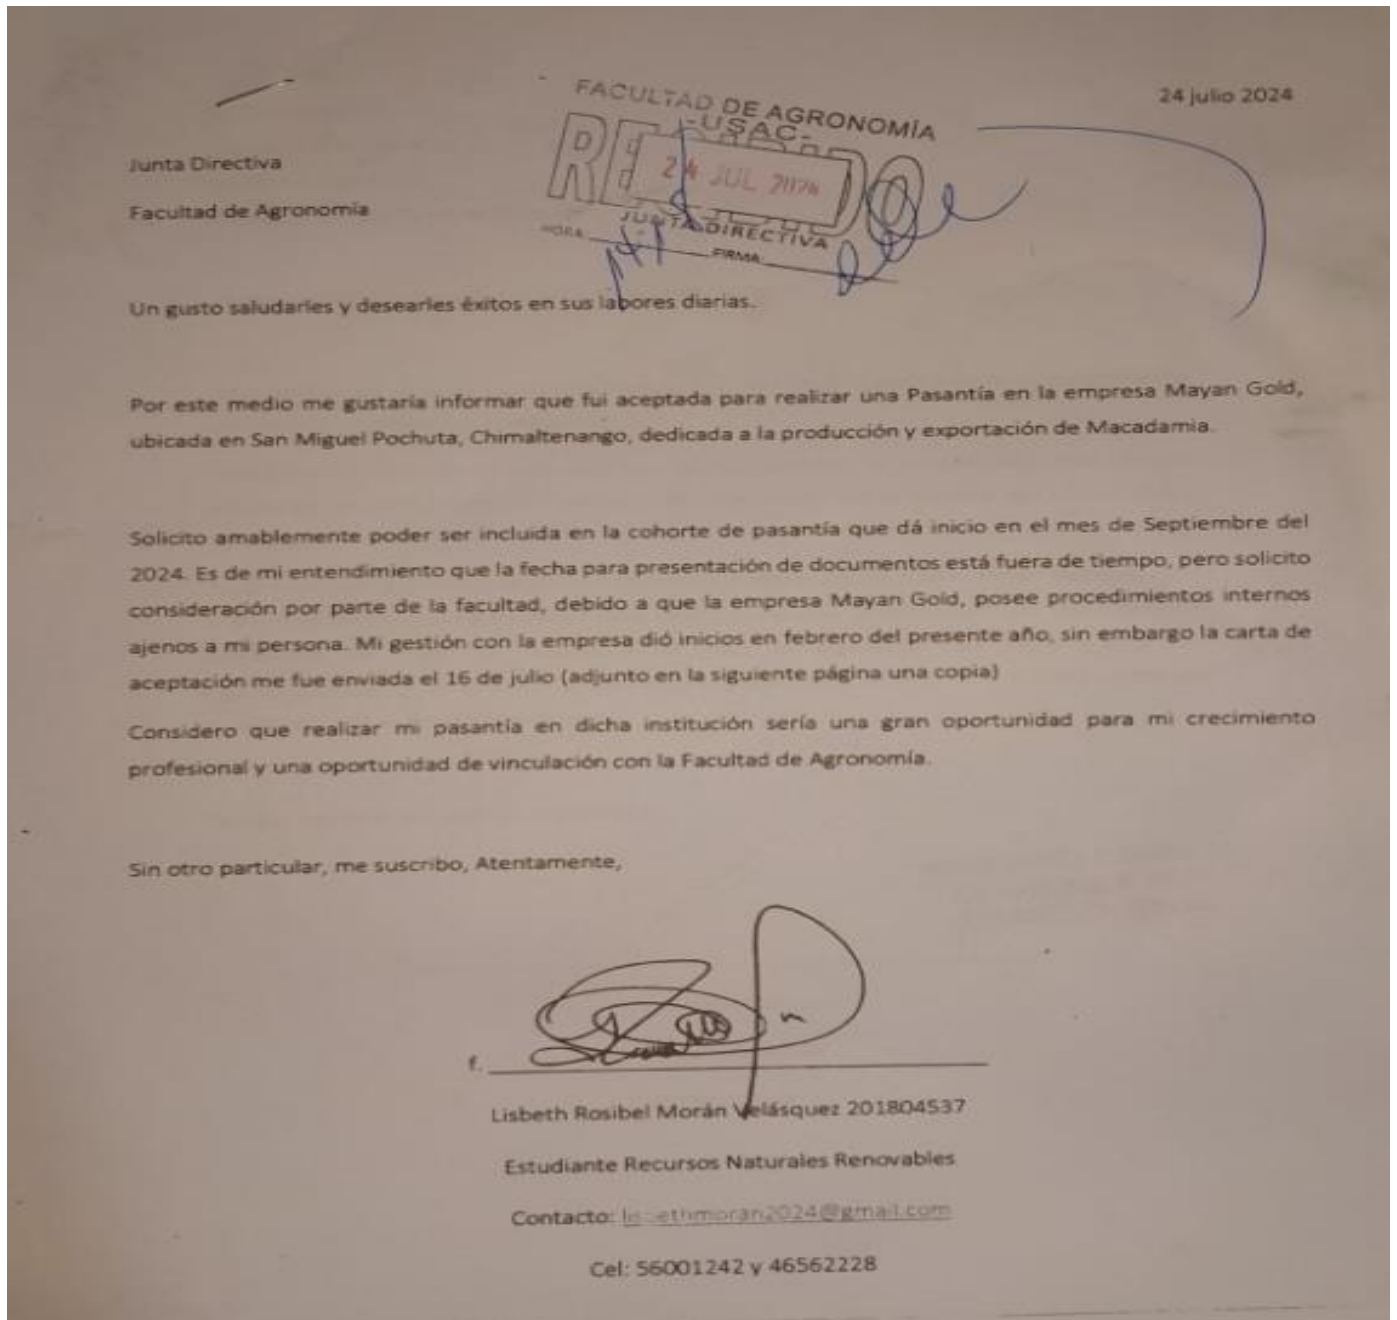 24 julio 2024
FACULTAD DE AGRONOMÍA
-USAC-
24 JUL 2024
JUNTA DIRECTIVA
HORA
FIRMA
Junta Directiva
Facultad de Agronomía
Un gusto saludarles y desearles éxitos en sus labores diarias.
Por este medio me gustaría informar que fui aceptada para realizar una Pasantía en la empresa Mayan Gold,
ubicada en San Miguel Pochuta, Chimaltenango, dedicada a la producción y exportación de Macadamia.
Solicito amablemente poder ser incluida en la cohorte de pasantía que dá inicio en el mes de Septiembre del
2024. Es de mi entendimiento que la fecha para presentación de documentos está fuera de tiempo, pero solicito
consideración por parte de la facultad, debido a que la empresa Mayan Gold, posee procedimientos internos
ajenos a mi persona. Mi gestión con la empresa dió inicios en febrero del presente año, sin embargo la carta de
aceptación me fue enviada el 16 de julio (adjunto en la siguiente página una copia)
Considero que realizar mi pasantía en dicha institución sería una gran oportunidad para mi crecimiento
profesional y una oportunidad de vinculación con la Facultad de Agronomía.
Sin otro particular, me suscribo, Atentamente,
f.
Lisbeth Rosibel Morán Velásquez 201804537
Estudiante Recursos Naturales Renovables
Contacto: lisbethmoran2024@gmail.com
Cel: 56001242 y 46562228